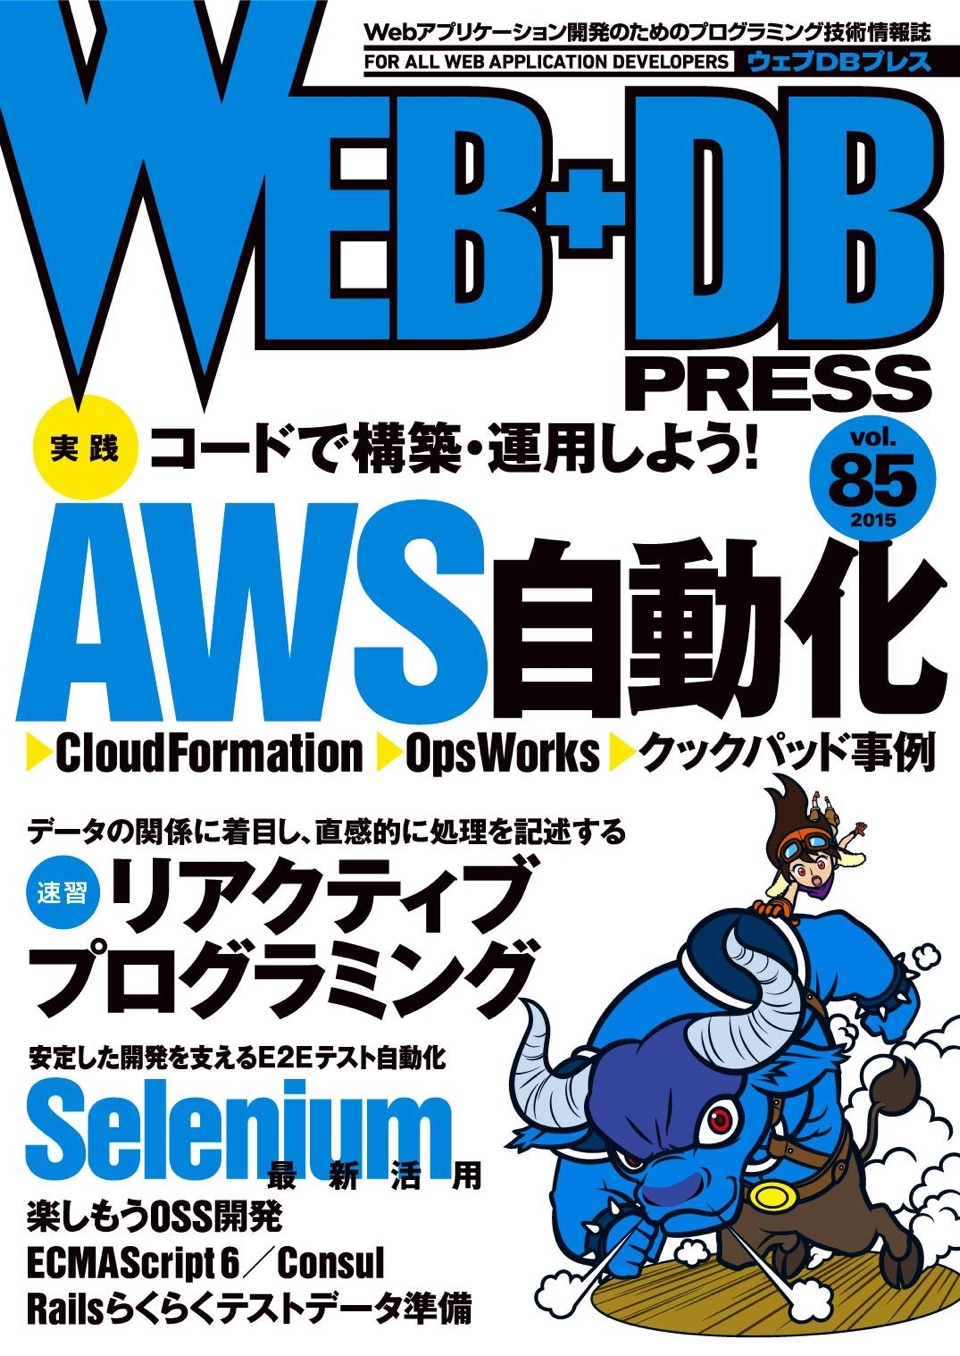 Webアプリケーション開発のためのプログラミング技術情報誌
FOR ALL WEB APPLICATION DEVELOPERS ウェブDBプレス
WEB+DB
PRESS
vol.
85
2015
実践 コードで構築・運用しよう!
AWS自動化
▶CloudFormation ▶OpsWorks ▶クックパッド事例
データの関係に着目し、直感的に処理を記述する
速習 リアクティブ
プログラミング
安定した開発を支えるE2Eテスト自動化
Selenium
最新活用
楽しもうOSS開発
ECMAScript 6／Consul
Railsらくらくテストデータ準備